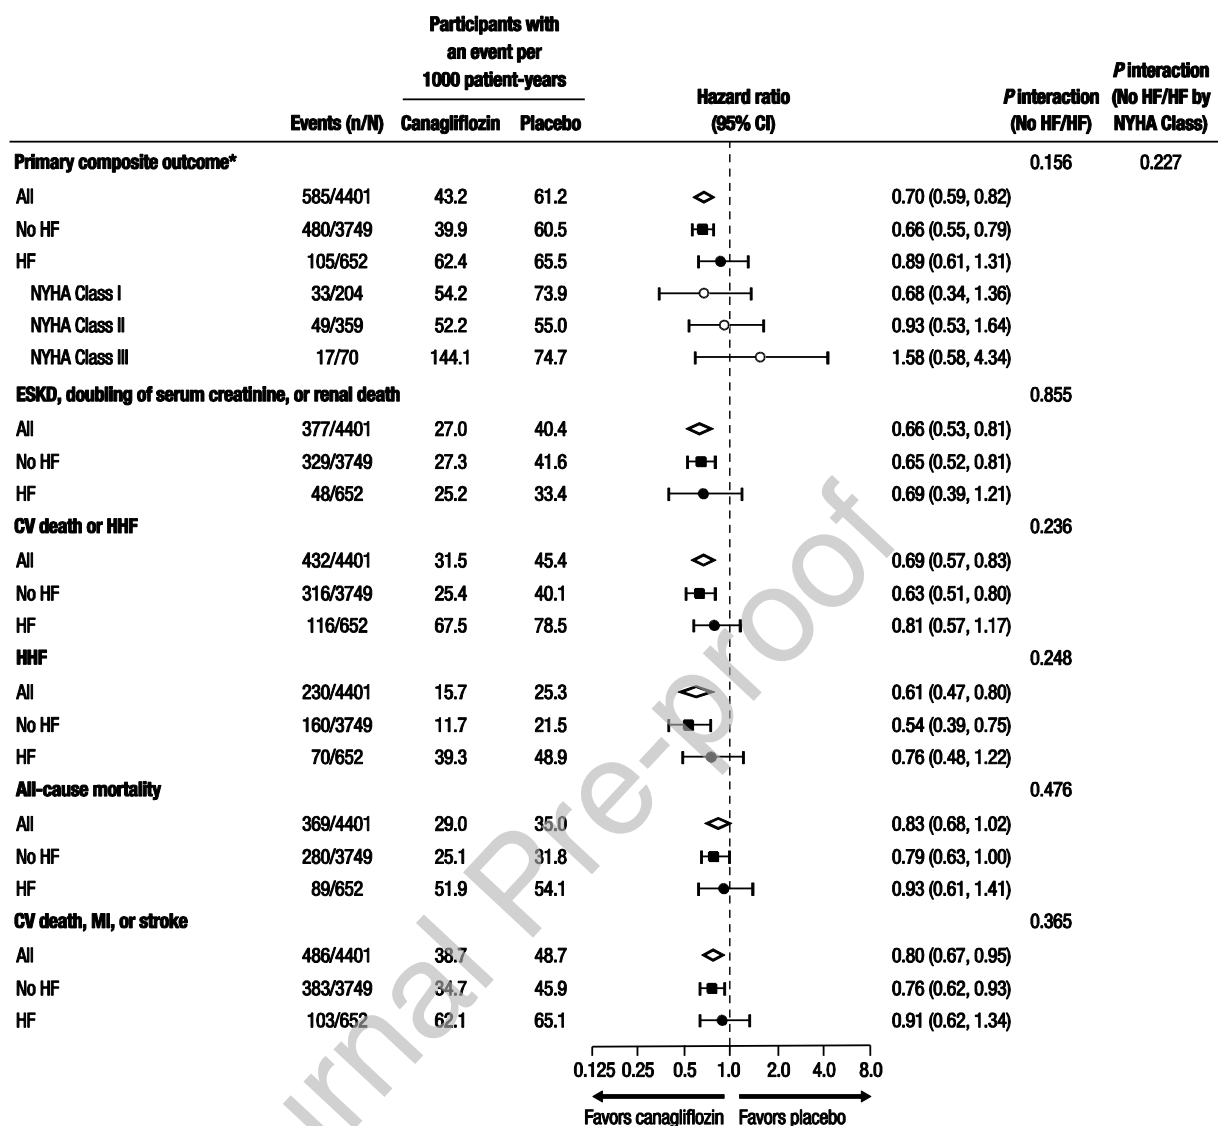 Participants with
an event per
1000 patient-years
Hazard ratio
(95% CI)
P interaction
(No HF/HF)
P interaction
(No HF/HF by
NYHA Class)
Events (n/N) Canagliflozin Placebo
Primary composite outcome* 0.156 0.227
All 585/4401 43.2 61.2 0.70 (0.59, 0.82)
No HF 480/3749 39.9 60.5 0.66 (0.55, 0.79)
HF 105/652 62.4 65.5 0.89 (0.61, 1.31)
NYHA Class I 33/204 54.2 73.9 0.68 (0.34, 1.36)
NYHA Class II 49/359 52.2 55.0 0.93 (0.53, 1.64)
NYHA Class III 17/70 144.1 74.7 1.58 (0.58, 4.34)
ESKD, doubling of serum creatinine, or renal death 0.855
All 377/4401 27.0 40.4 0.66 (0.53, 0.81)
No HF 329/3749 27.3 41.6 0.65 (0.52, 0.81)
HF 48/652 25.2 33.4 0.69 (0.39, 1.21)
CV death or HHF 0.236
All 432/4401 31.5 45.4 0.69 (0.57, 0.83)
No HF 316/3749 25.4 40.1 0.63 (0.51, 0.80)
HF 116/652 67.5 78.5 0.81 (0.57, 1.17)
HHF 0.248
All 230/4401 15.7 25.3 0.61 (0.47, 0.80)
No HF 160/3749 11.7 21.5 0.54 (0.39, 0.75)
HF 70/652 39.3 48.9 0.76 (0.48, 1.22)
All-cause mortality 0.476
All 369/4401 29.0 35.0 0.83 (0.68, 1.02)
No HF 280/3749 25.1 31.8 0.79 (0.63, 1.00)
HF 89/652 51.9 54.1 0.93 (0.61, 1.41)
CV death, MI, or stroke 0.365
All 486/4401 38.7 48.7 0.80 (0.67, 0.95)
No HF 383/3749 34.7 45.9 0.76 (0.62, 0.93)
HF 103/652 62.1 65.1 0.91 (0.62, 1.34)
0.125 0.25 0.5 1.0 2.0 4.0 8.0
Favors canagliflozin Favors placebo
rnal Pre-proof